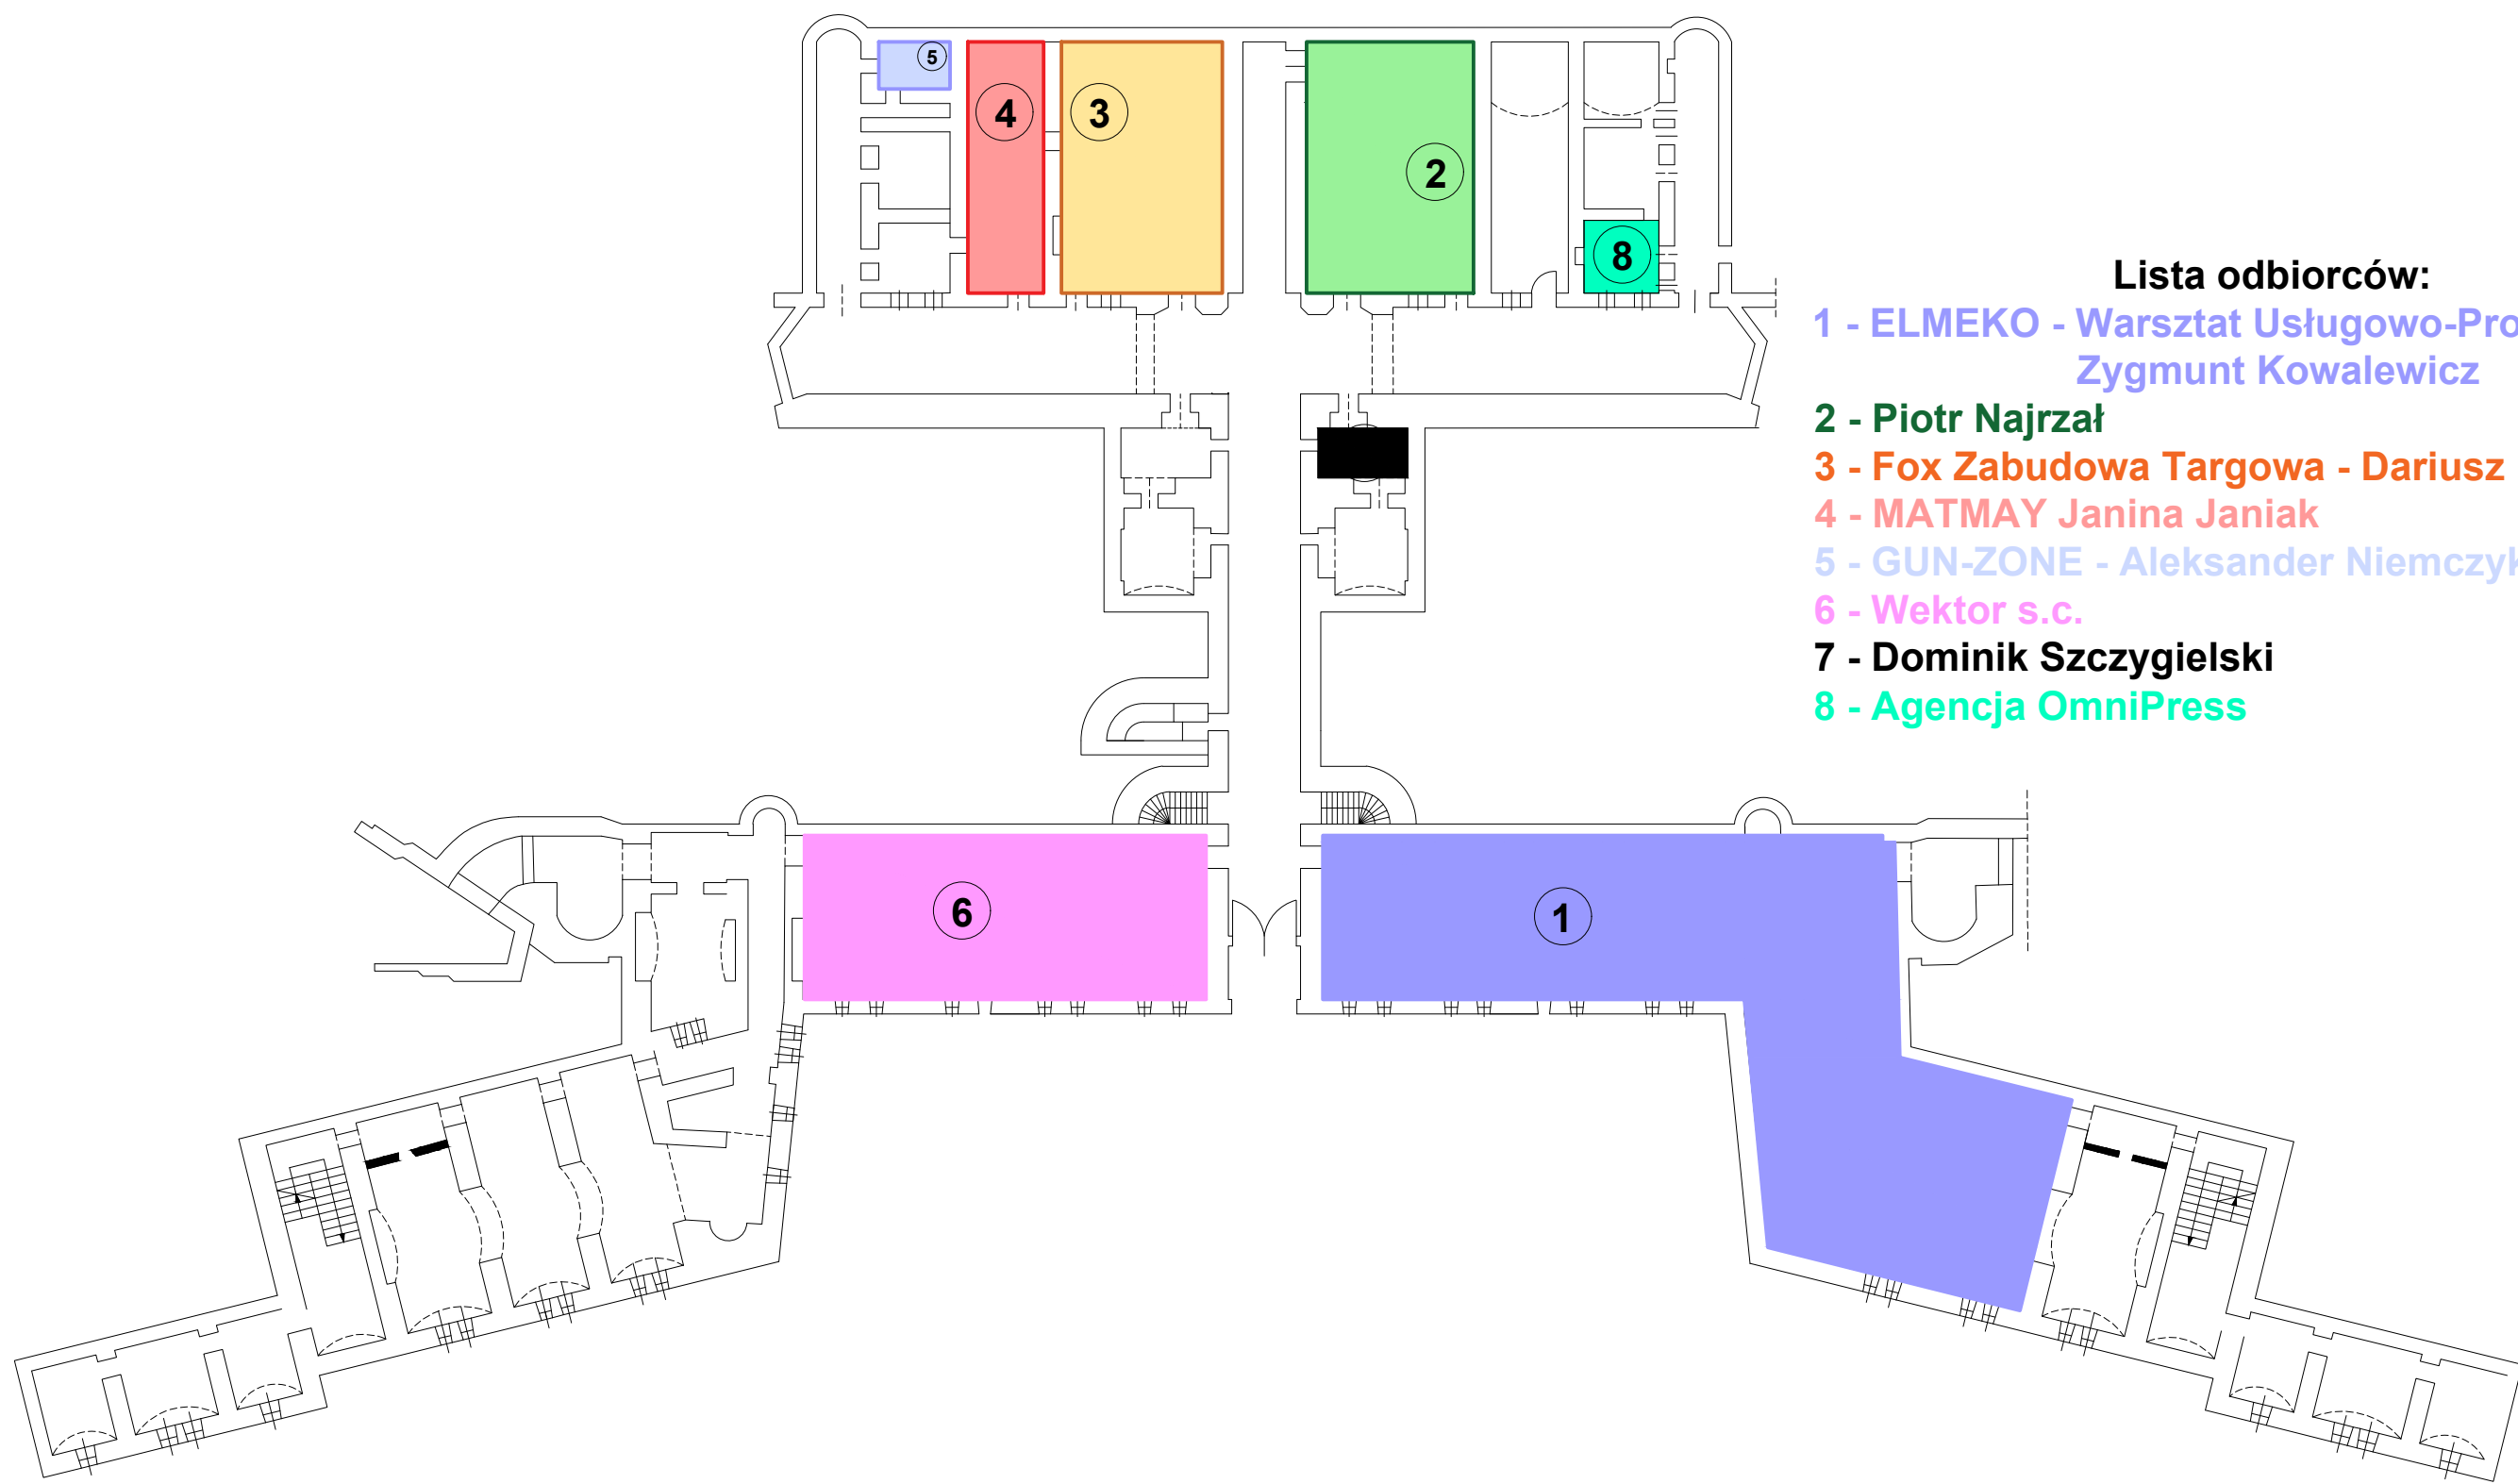 5
4
3
2
8
Lista odbiorców:
1 - ELMEKO - Warsztat Usługowo-Pro
Zygmunt Kowalewicz
2 - Piotr Najrzał
3 - Fox Zabudowa Targowa - Dariusz
4 - MATMAY Janina Janiak
5 - GUN-ZONE - Aleksander Niemczyk
6 - Wektor s.c.
7 - Dominik Szczygielski
8 - Agencja OmniPress
6
1